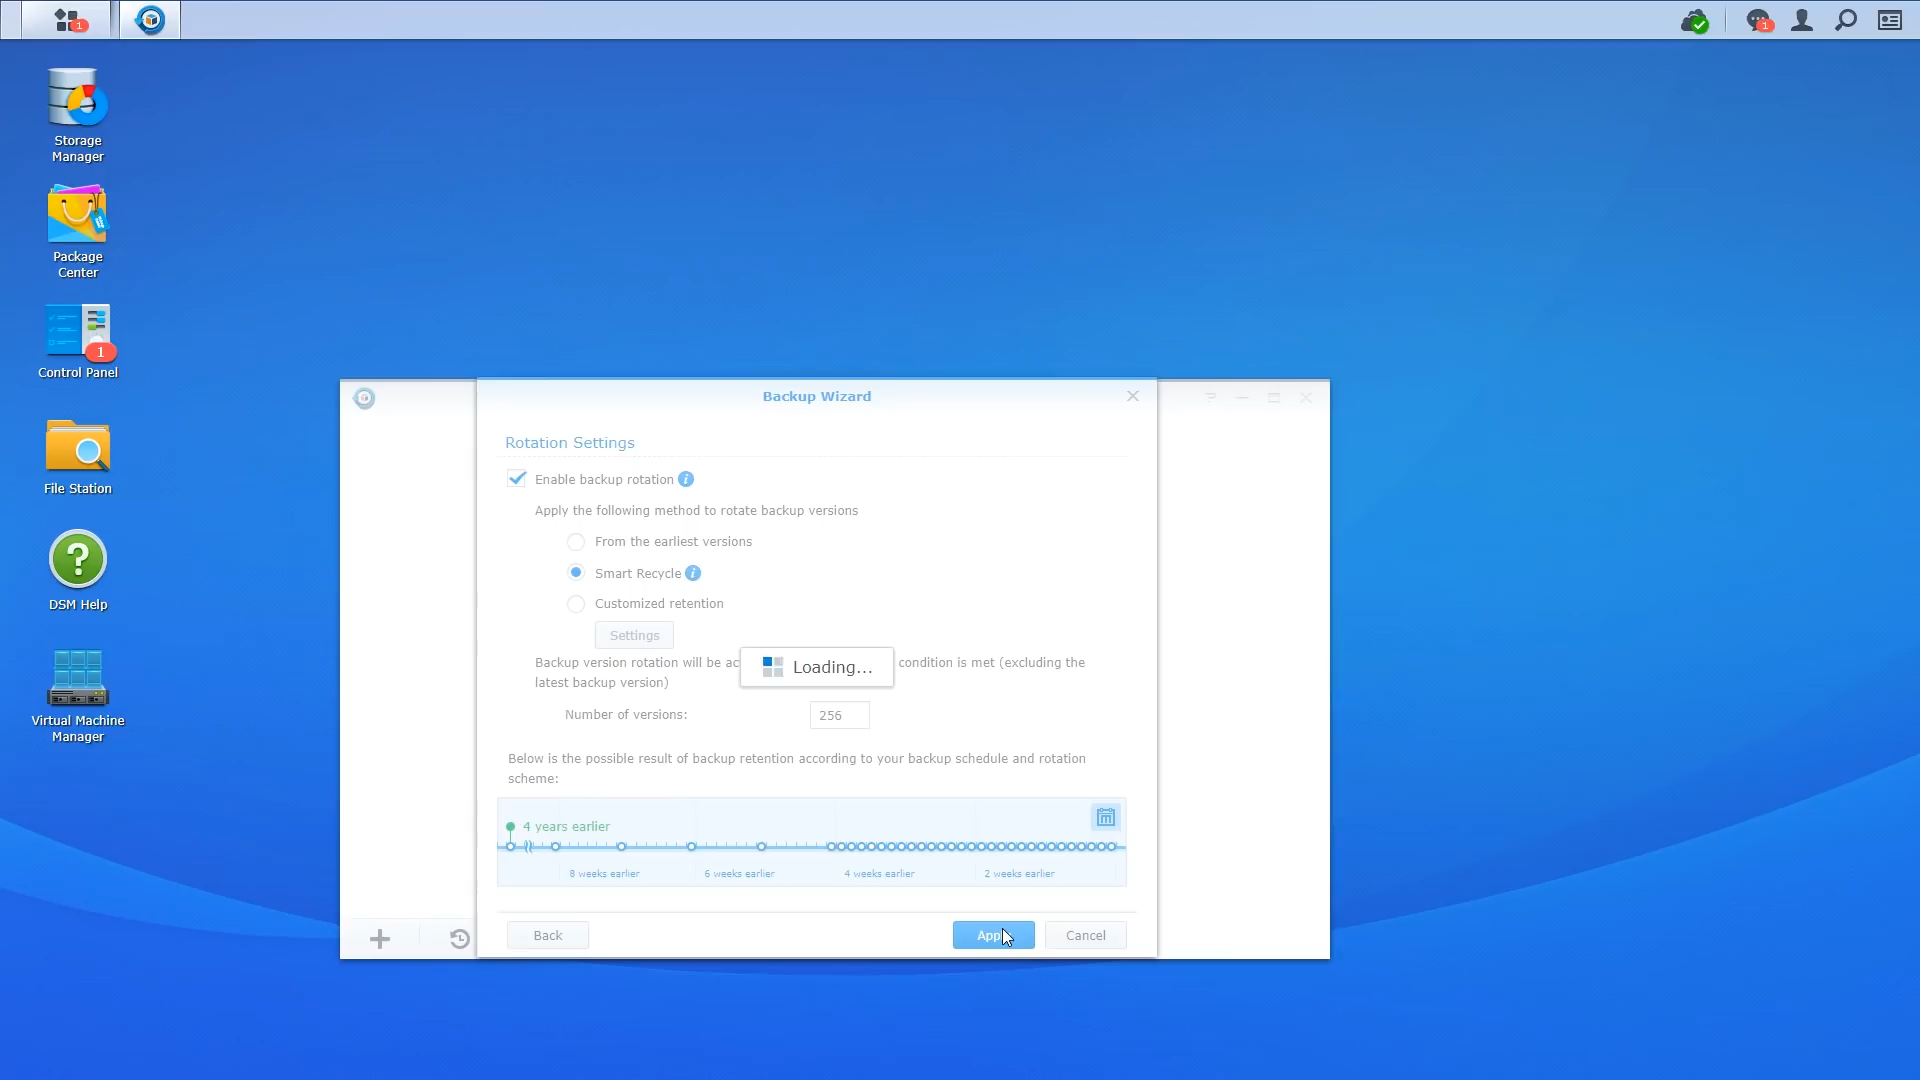 1
1
Storage
Manager
Package
Center
1
Control Panel
File Station
DSM Help
Virtual Machine
Manager
Backup Wizard
Rotation Settings
Enable backup rotation
Apply the following method to rotate backup versions
From the earliest versions
Smart Recycle
Customized retention
Settings
Backup version rotation will be condition is met (excluding the
Loading...
latest backup version)
Number of versions: 256
Below is the possible result of backup retention according to your backup schedule and rotation
scheme:
4 years earlier
8 weeks earlier 6 weeks earlier 4 weeks earlier 2 weeks earlier
Back Cancel